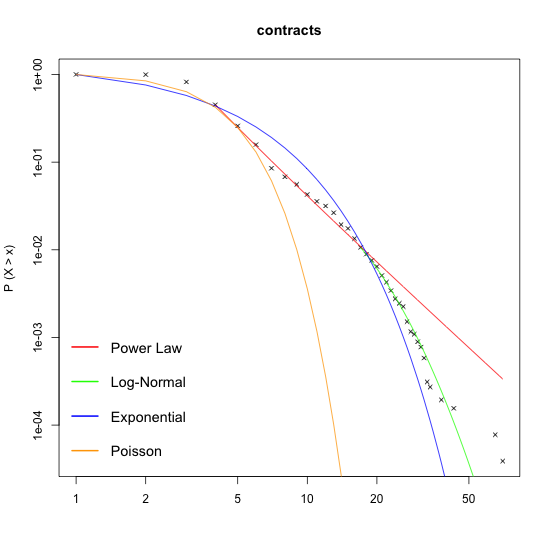 contracts
P (X > x)
1e+00
1e-01
1e-02
1e-03
1e-04
Power Law
Log-Normal
Exponential
Poisson
1 2 5 10 20 50